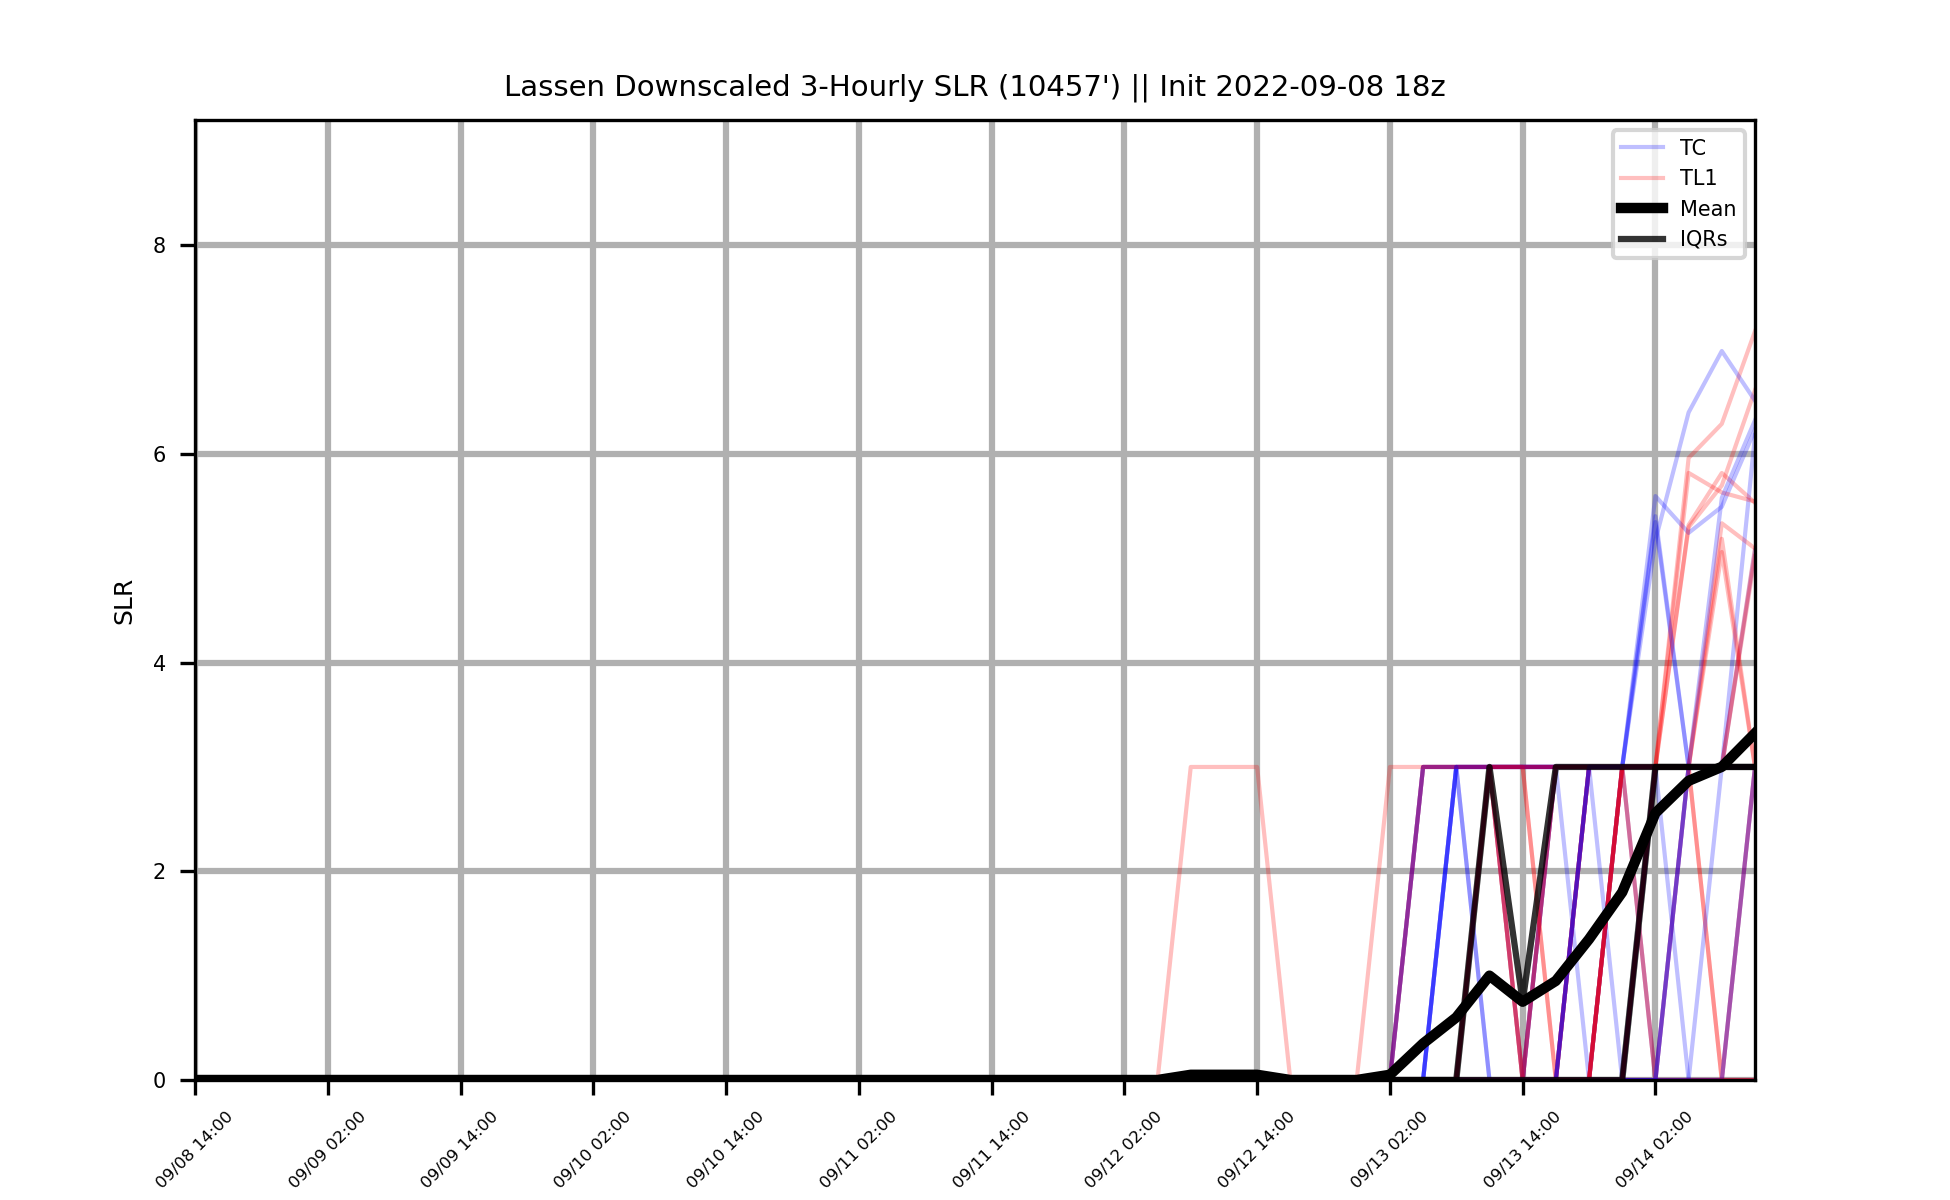 Lassen Downscaled 3-Hourly SLR (10457') || Init 2022-09-08 18z
TC
TL1
Mean
IQRs
8
6
4
2
0
SLR
09/08 14:00
09/09 02:00
09/09 14:00
09/10 02:00
09/10 14:00
09/11 02:00
09/11 14:00
09/12 02:00
09/12 14:00
09/13 02:00
09/13 14:00
09/14 02:00